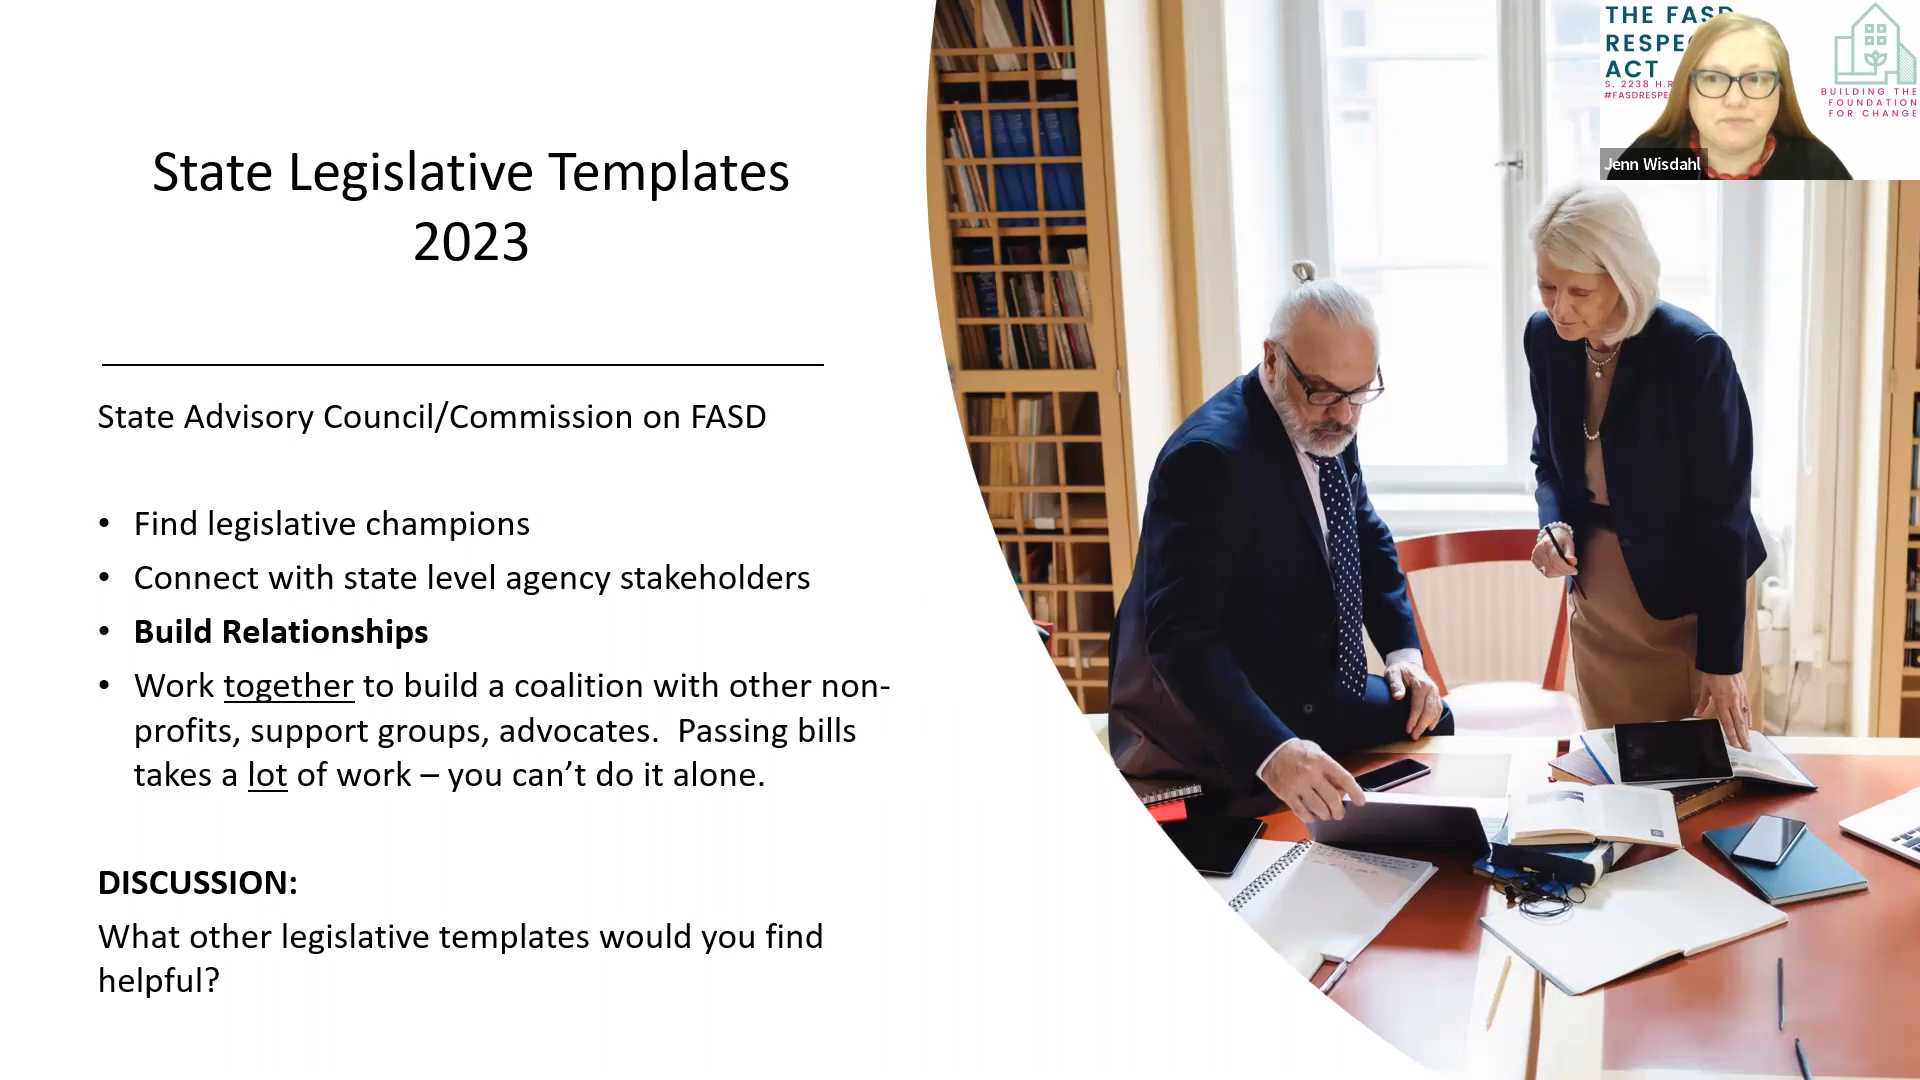 State Legislative Templates
2023
State Advisory Council/Commission on FASD
• Find legislative champions
• Connect with state level agency stakeholders
• Build Relationships
• Work together to build a coalition with other non-
profits, support groups, advocates.  Passing bills
takes a lot of work – you can’t do it alone.
DISCUSSION:
What other legislative templates would you find
helpful?
THE FASD
RESPE
ACT
S. 2238 H.R
#FASDRESPE
BUILDING THE
FOUNDATION
FOR CHANGE
Jenn Wisdahl